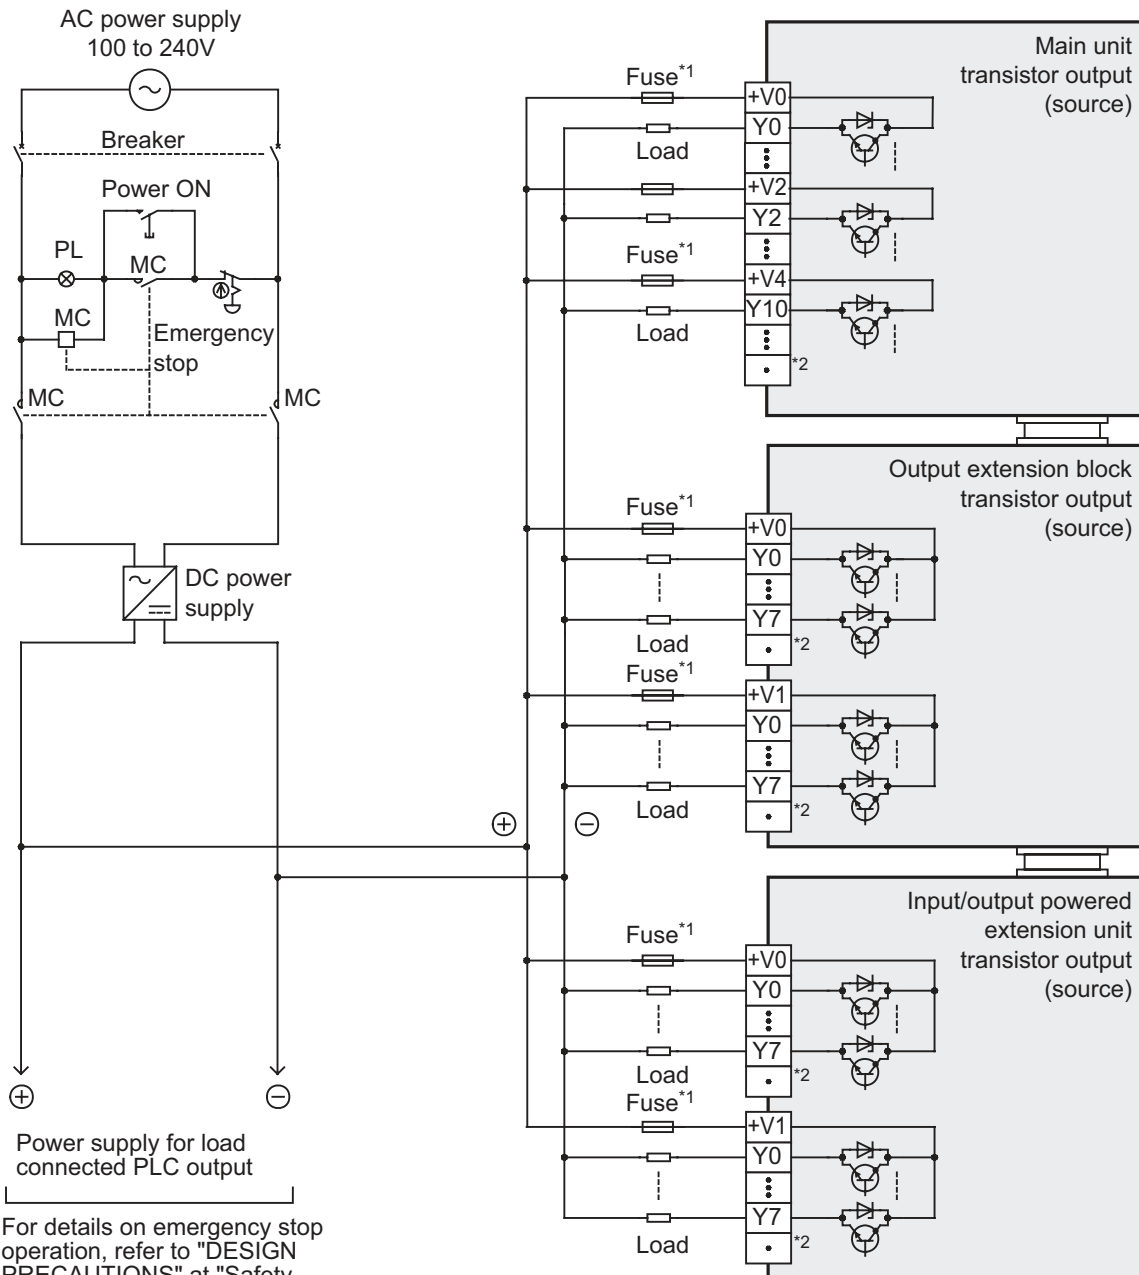 AC power supply
100 to 240V
Breaker
Power ON
PL
MC
MC
Emergency
stop
MC
MC
DC power
supply
Power supply for load
connected PLC output
For details on emergency stop
operation, refer to "DESIGN
PRECAUTIONS" at "Safety
Main unit
transistor output
(source)
Fuse*1
+V0
Y0
Load
+V2
Y2
Fuse*1
+V4
Y10
Load
*2
Output extension block
transistor output
(source)
Fuse*1
+V0
Y0
Y7
Load
*2
Fuse*1
+V1
Y0
Y7
Load
*2
Input/output powered
extension unit
transistor output
(source)
Fuse*1
+V0
Y0
Y7
Load
*2
Fuse*1
+V1
Y0
Y7
Load
*2